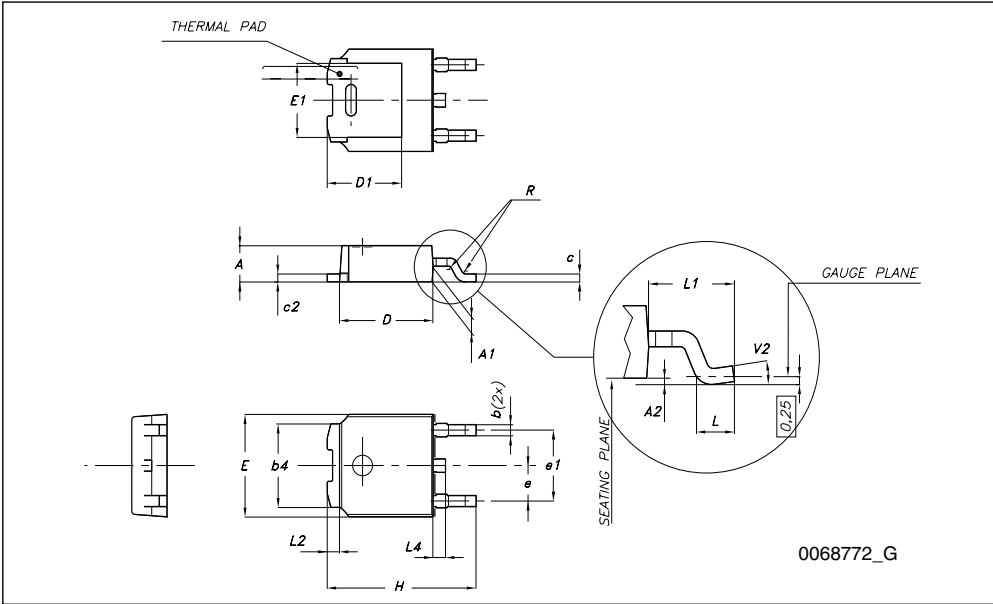 THERMAL PAD
E1
D1
R
A
c2
D
A1
c
L1
GAUGE PLANE
V2
A2
L
0,25
SEATING PLANE
b(2x)
E
b4
e
e1
L2
L4
H
0068772_G